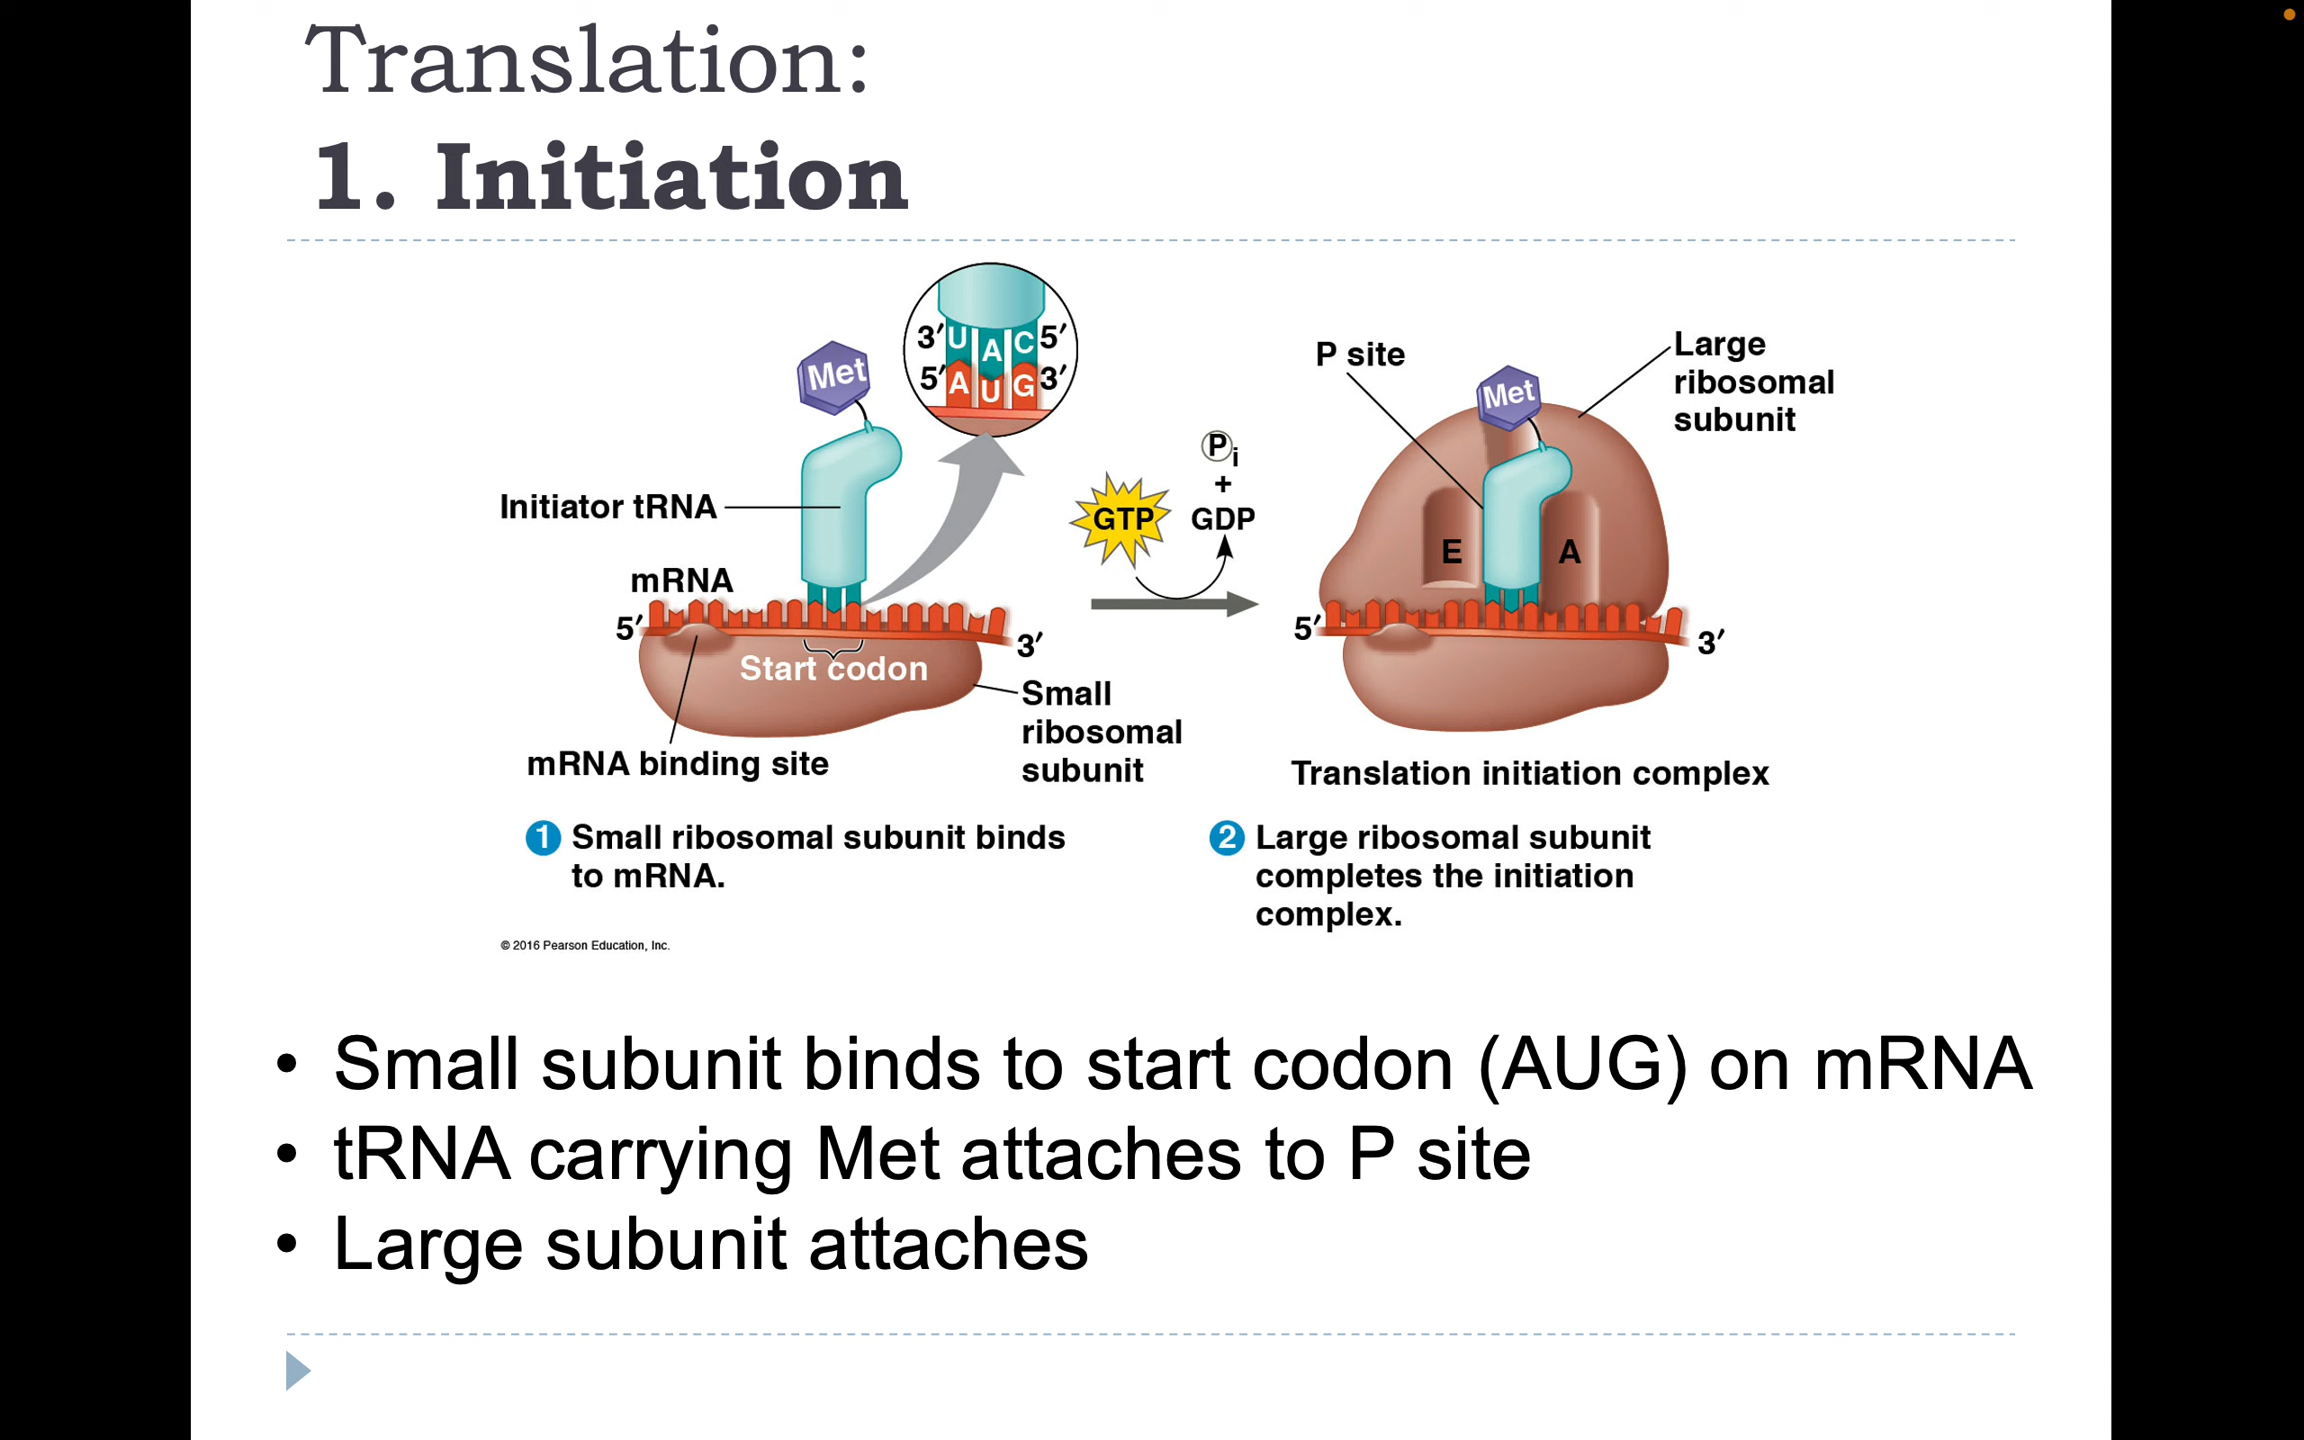 Translation:
1. Initiation
3′ U A C 5′
5′ A U G 3′
Met
Initiator tRNA
mRNA
5′
3′
Start codon
mRNA binding site
Small
ribosomal
subunit
GTP
Pi
+
GDP
P site
Large
ribosomal
subunit
Met
E
A
5′
3′
Translation initiation complex
1 Small ribosomal subunit binds
to mRNA.
2 Large ribosomal subunit
completes the initiation
complex.
© 2016 Pearson Education, Inc.
• Small subunit binds to start codon (AUG) on mRNA
• tRNA carrying Met attaches to P site
• Large subunit attaches